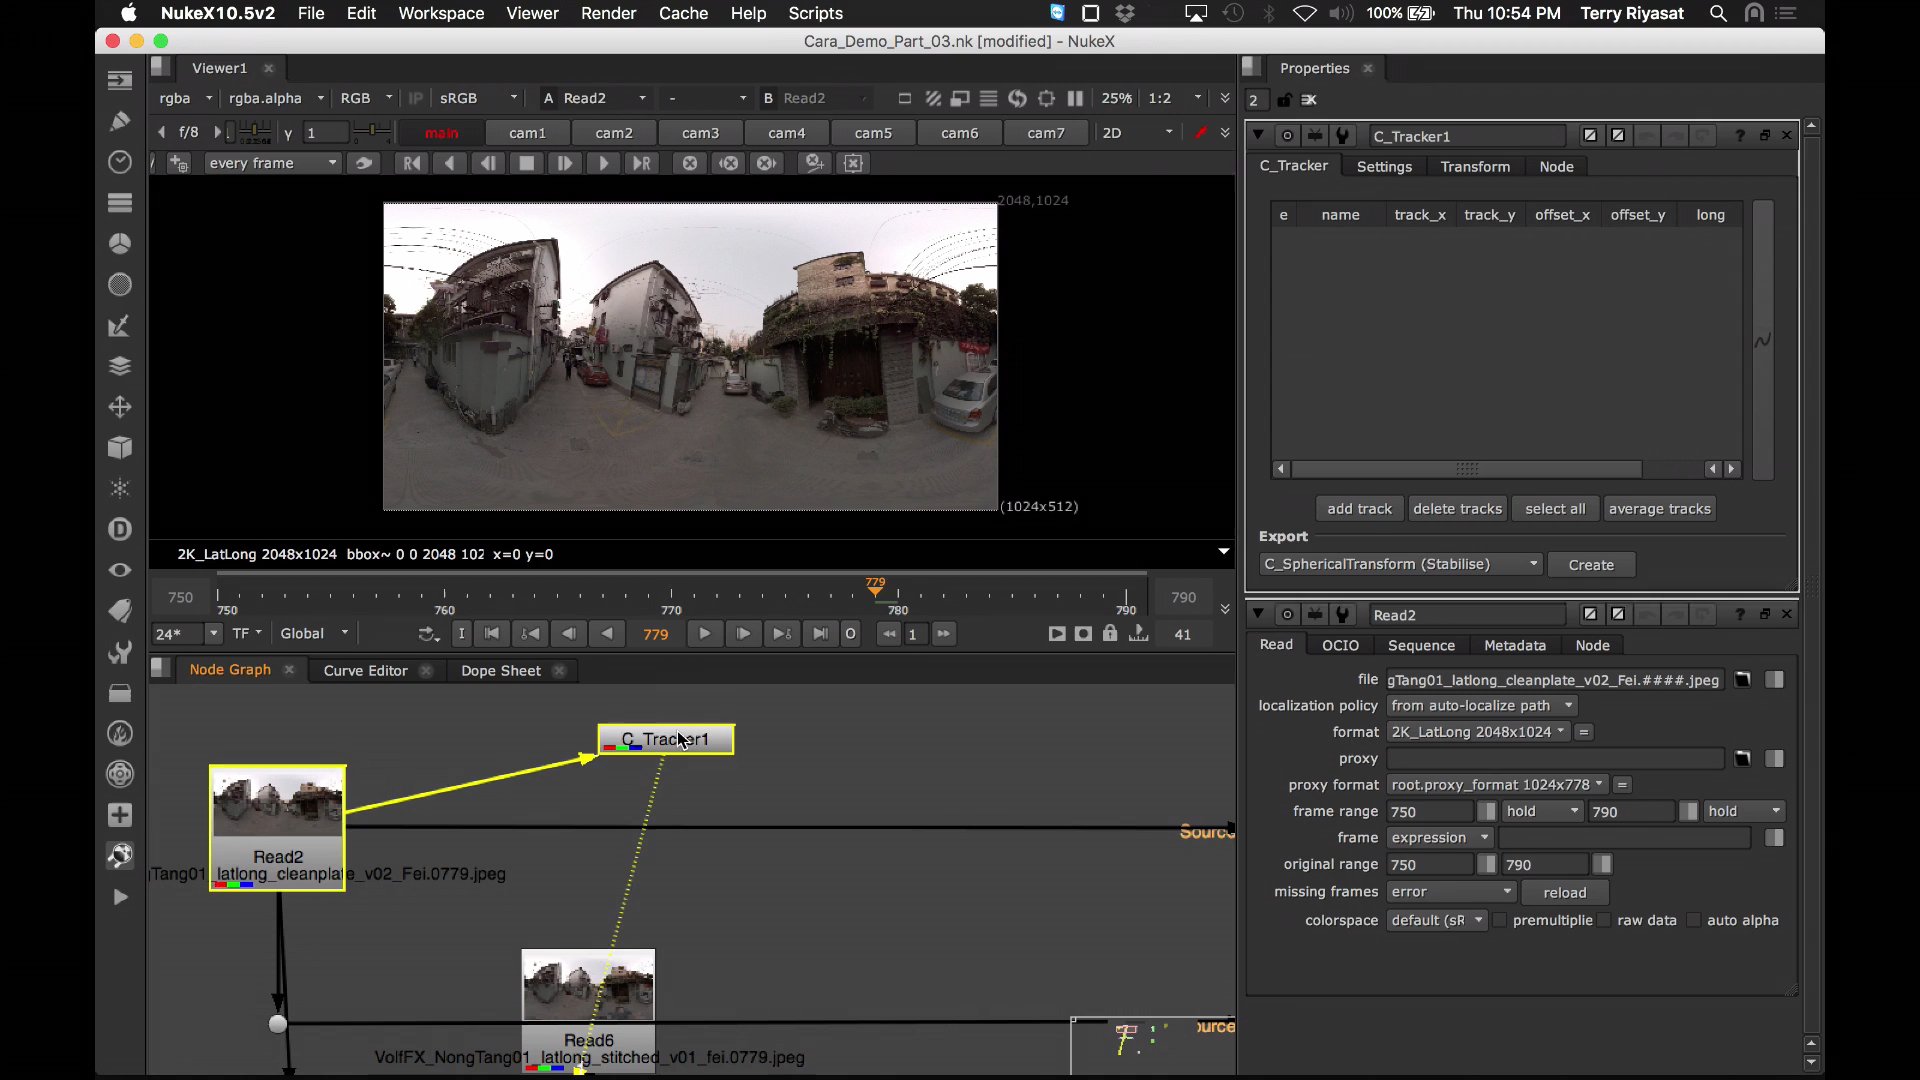 NukeX10.5v2 File Edit Workspace Viewer Render Cache Help Scripts 100% Thu 10:54 PM Terry Riyasat
Cara_Demo_Part_03.nk [modified] - NukeX
Viewer1
rgba rgba.alpha RGB IP sRGB A Read2 - B Read2 25% 1:2
f/8 1 γ 1 main cam1 cam2 cam3 cam4 cam5 cam6 cam7 2D
every frame
2048,1024
(1024x512)
2K_LatLong 2048x1024 bbox~ 0 0 2048 102 x=0 y=0
750 750 760 770 779 780 790 790
24* TF Global I 779 O 1 41
Node Graph Curve Editor Dope Sheet
C_Tracker1
Read2
gTang01_latlong_cleanplate_v02_Fei.0779.jpeg
Source
Read6
VolfFX_NongTang01_latlong_stitched_v01_fei.0779.jpeg
ource
Properties
2
C_Tracker1
C_Tracker Settings Transform Node
e name track_x track_y offset_x offset_y long
add track delete tracks select all average tracks
Export
C_SphericalTransform (Stabilise) Create
Read2
Read OCIO Sequence Metadata Node
file gTang01_latlong_cleanplate_v02_Fei.####.jpeg
localization policy from auto-localize path
format 2K_LatLong 2048x1024 =
proxy
proxy format root.proxy_format 1024x778 =
frame range 750 hold 790 hold
frame expression
original range 750 790
missing frames error reload
colorspace default (sR premultiplie raw data auto alpha